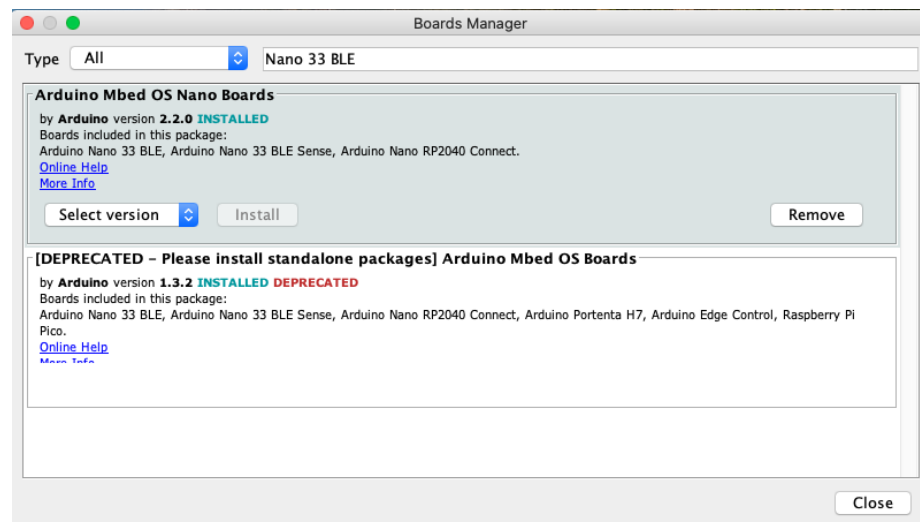 Boards Manager
Type All Nano 33 BLE
Arduino Mbed OS Nano Boards
by Arduino version 2.2.0 INSTALLED
Boards included in this package:
Arduino Nano 33 BLE, Arduino Nano 33 BLE Sense, Arduino Nano RP2040 Connect.
Online Help
More Info
Select version Install Remove
[DEPRECATED - Please install standalone packages] Arduino Mbed OS Boards
by Arduino version 1.3.2 INSTALLED DEPRECATED
Boards included in this package:
Arduino Nano 33 BLE, Arduino Nano 33 BLE Sense, Arduino Nano RP2040 Connect, Arduino Portenta H7, Arduino Edge Control, Raspberry Pi
Pico.
Online Help
More Info
Close